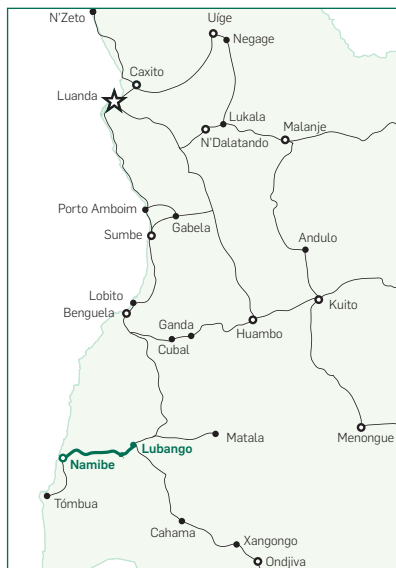 N'Zeto
Uíge
Negage
Caxito
Luanda
Lukala
Malanje
N'Dalatando
Porto Amboim
Gabela
Sumbe
Andulo
Lobito
Benguela
Kuito
Ganda
Huambo
Cubal
Matala
Menongue
Lubango
Namibe
Tómbua
Cahama
Xangongo
Ondjiva